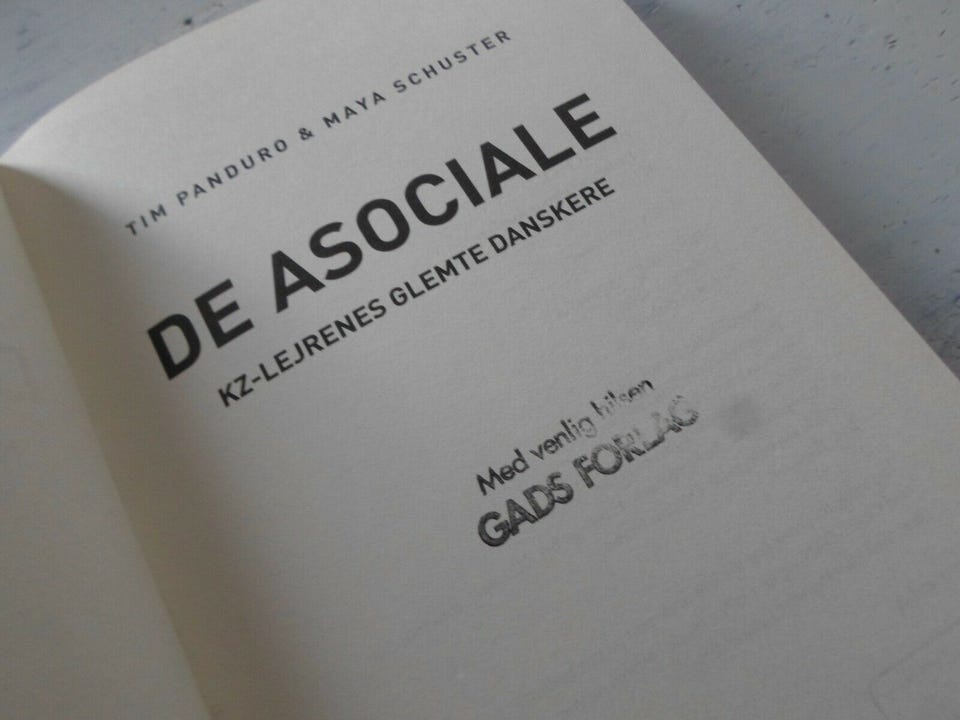 TIM PANDURO & MAYA SCHUSTER
DE ASOCIALE
KZ-LEJRENES GLEMTE DANSKERE
Med venlig hilsen
GADS FORLAG